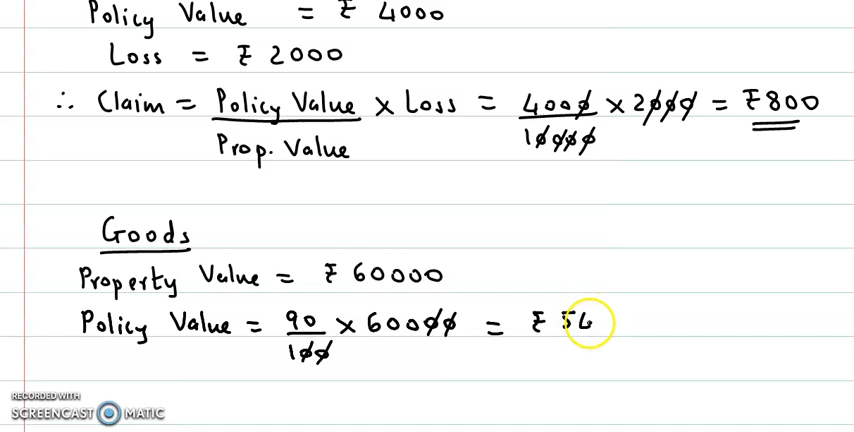 Policy Value = ₹ 4000
Loss = ₹ 2000
∴ Claim = Policy Value / Prop. Value × Loss = 4000 / 10000 × 2000 = ₹800
Goods
Property Value = ₹ 60000
Policy Value = 90 / 100 × 60000 = ₹ 54
RECORDED WITH
SCREENCAST MATIC